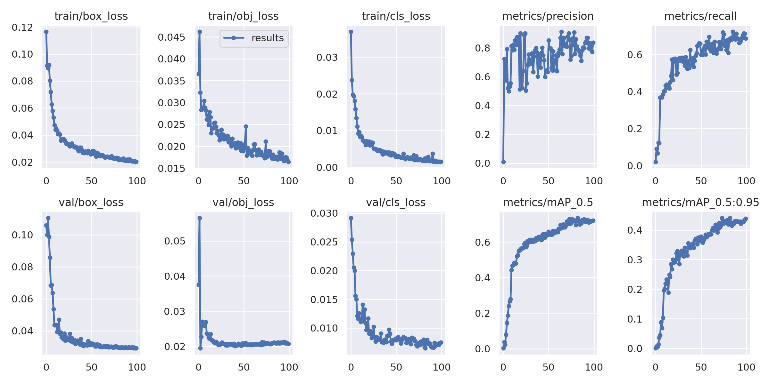 train/box_loss
train/obj_loss
train/cls_loss
metrics/precision
metrics/recall
0.12
0.10
0.08
0.06
0.04
0.02
0 50 100
0.045
0.040
0.035
0.030
0.025
0.020
0.015
results
0 50 100
0.03
0.02
0.01
0.00
0 50 100
0.8
0.6
0.4
0.2
0.0
0 50 100
0.6
0.4
0.2
0.0
0 50 100
val/box_loss
val/obj_loss
val/cls_loss
metrics/mAP_0.5
metrics/mAP_0.5:0.95
0.10
0.08
0.06
0.04
0 50 100
0.05
0.04
0.03
0.02
0 50 100
0.030
0.025
0.020
0.015
0.010
0 50 100
0.6
0.4
0.2
0.0
0 50 100
0.4
0.3
0.2
0.1
0.0
0 50 100